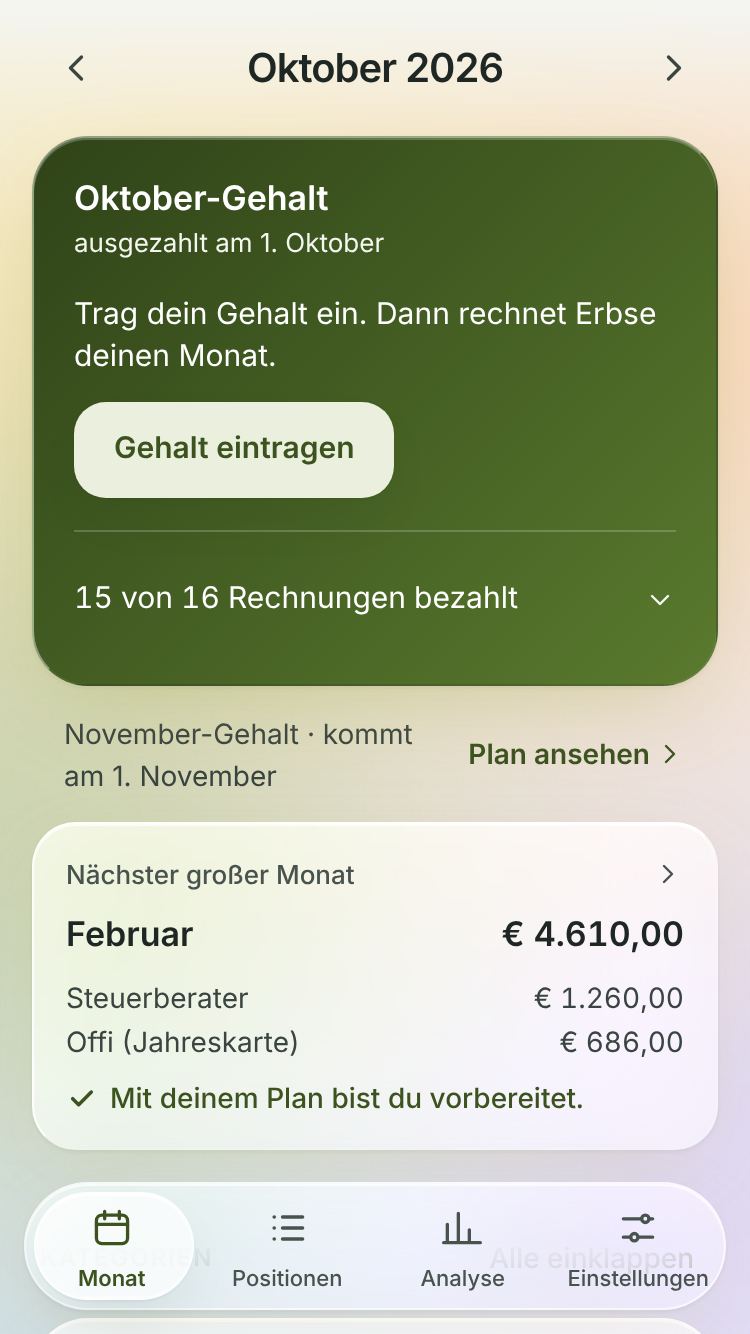 Oktober 2026
Oktober-Gehalt
ausgezahlt am 1. Oktober
Trag dein Gehalt ein. Dann rechnet Erbse
deinen Monat.
Gehalt eintragen
15 von 16 Rechnungen bezahlt
November-Gehalt · kommt
am 1. November
Plan ansehen
Nächster großer Monat
Februar € 4.610,00
Steuerberater € 1.260,00
Offi (Jahreskarte) € 686,00
Mit deinem Plan bist du vorbereitet.
KATEGORIEN Alle einklappen
Monat Positionen Analyse Einstellungen